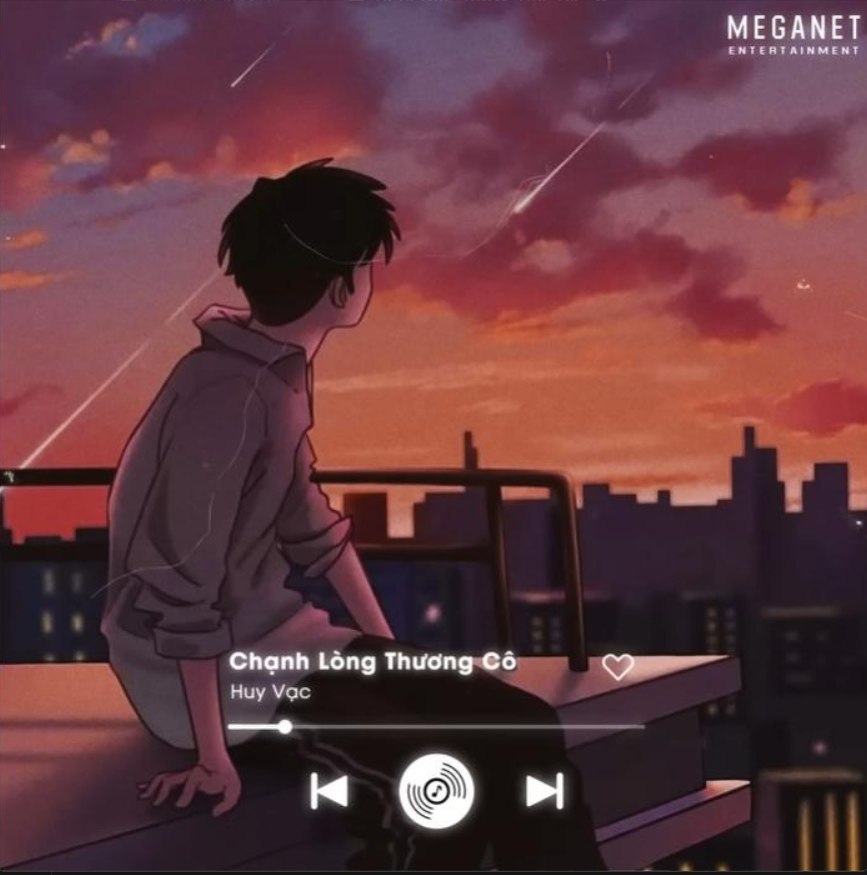 MEGANET
ENTERTAINMENT
Chạnh Lòng Thương Cô
Huy Vạc